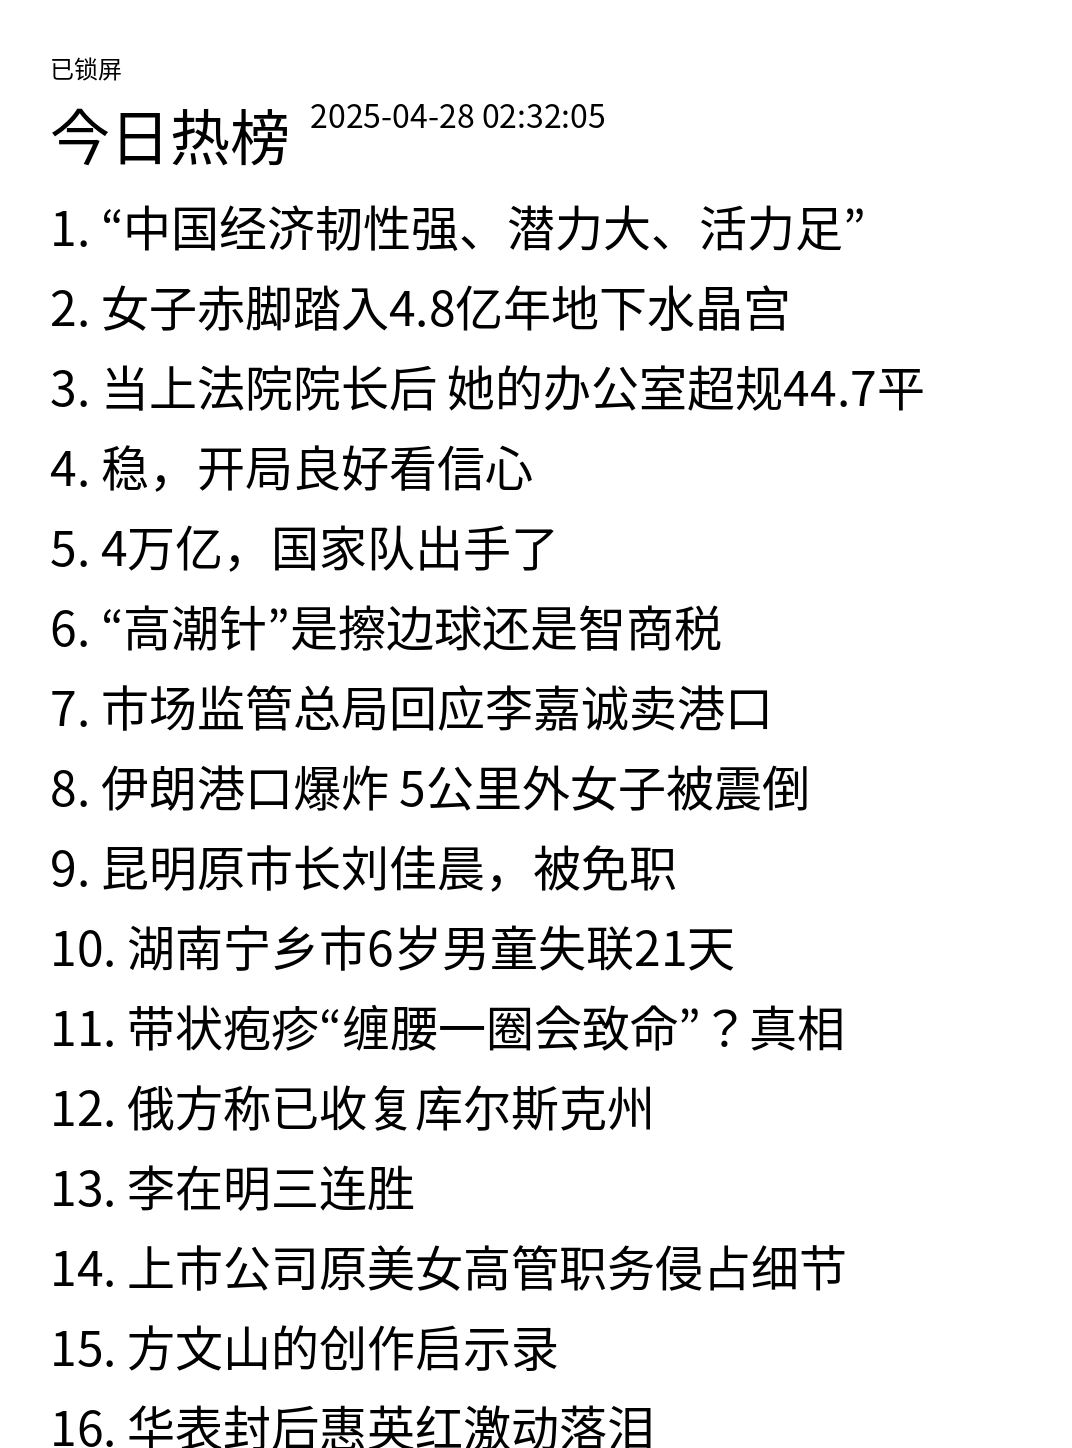 已锁屏
今日热榜 2025-04-28 02:32:05
1. “中国经济韧性强、潜力大、活力足”
2. 女子赤脚踏入4.8亿年地下水晶宫
3. 当上法院院长后 她的办公室超规44.7平
4. 稳，开局良好看信心
5. 4万亿，国家队出手了
6. “高潮针”是擦边球还是智商税
7. 市场监管总局回应李嘉诚卖港口
8. 伊朗港口爆炸 5公里外女子被震倒
9. 昆明原市长刘佳晨，被免职
10. 湖南宁乡市6岁男童失联21天
11. 带状疱疹“缠腰一圈会致命”？真相
12. 俄方称已收复库尔斯克州
13. 李在明三连胜
14. 上市公司原美女高管职务侵占细节
15. 方文山的创作启示录
16. 华表封后惠英红激动落泪